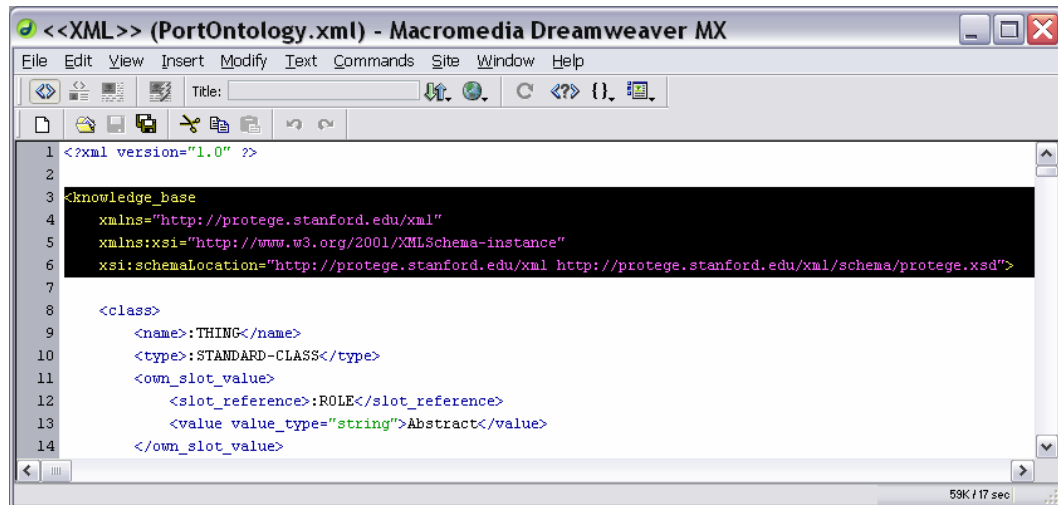 <<XML>> (PortOntology.xml) - Macromedia Dreamweaver MX
File Edit View Insert Modify Text Commands Site Window Help
Title:
1 <?xml version="1.0" ?>
2
3 <knowledge_base
4 xmlns="http://protege.stanford.edu/xml"
5 xmlns:xsi="http://www.w3.org/2001/XMLSchema-instance"
6 xsi:schemaLocation="http://protege.stanford.edu/xml http://protege.stanford.edu/xml/schema/protege.xsd">
7
8 <class>
9 <name>:THING</name>
10 <type>:STANDARD-CLASS</type>
11 <own_slot_value>
12 <slot_reference>:ROLE</slot_reference>
13 <value value_type="string">Abstract</value>
14 </own_slot_value>
59K / 17 sec